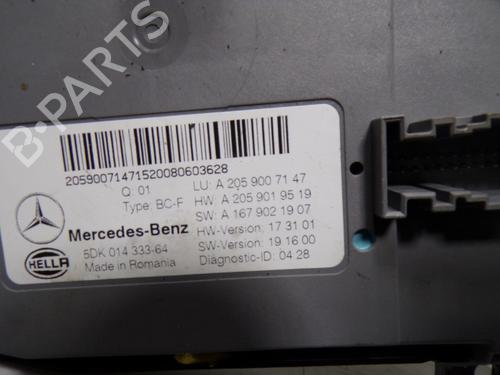 B-PARTS
20590071471520080603628
Q: 01
LU: A 205 900 71 47
Type: BC-F
HW: A 205 901 95 19
SW: A 167 902 19 07
Mercedes-Benz
HW-Version: 17 31 01
5DK 014 333-64
SW-Version: 19 16 00
Made in Romania
Diagnostic-ID: 04 28
HELLA